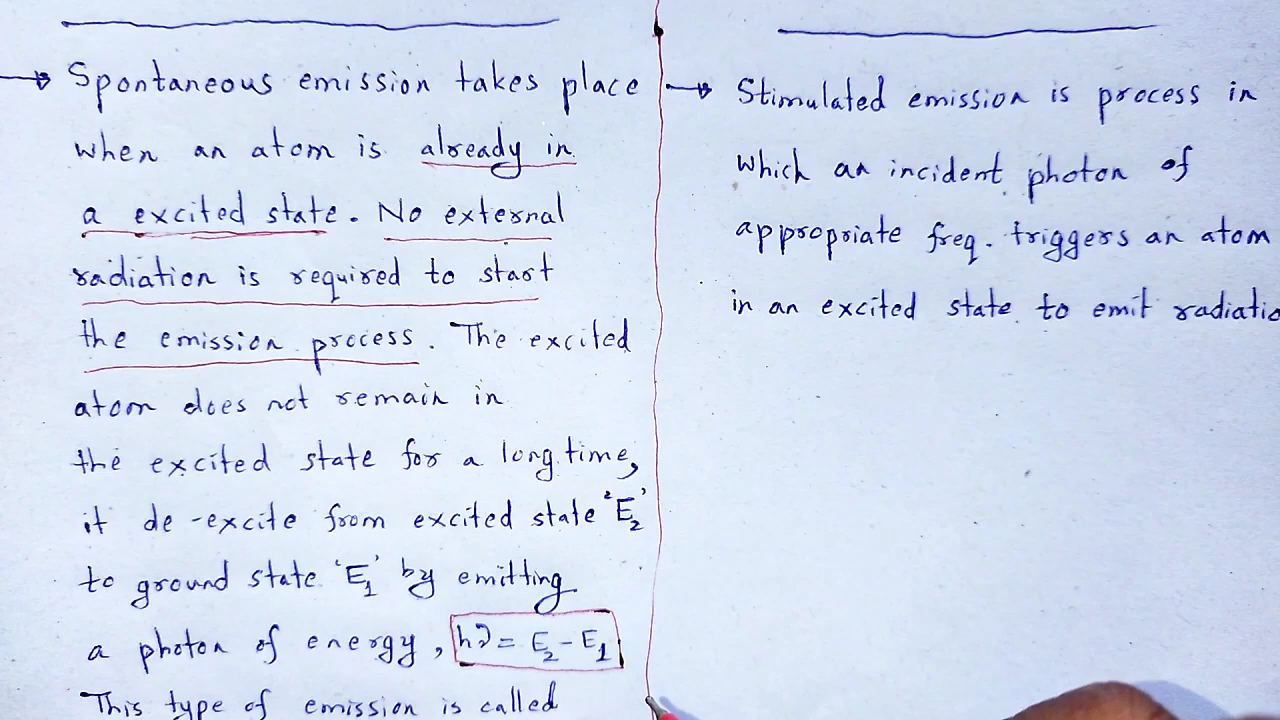 Spontaneous emission takes place
when an atom is already in
a excited state. No external
radiation is required to start
the emission process. The excited
atom does not remain in
the excited state for a long time,
it de-excite from excited state 'E₂'
to ground state 'E₁' by emitting
a photon of energy, hν = E₂ - E₁
This type of emission is called
Stimulated emission is process in
which an incident photon of
appropriate freq. triggers an atom
in an excited state to emit radiatio